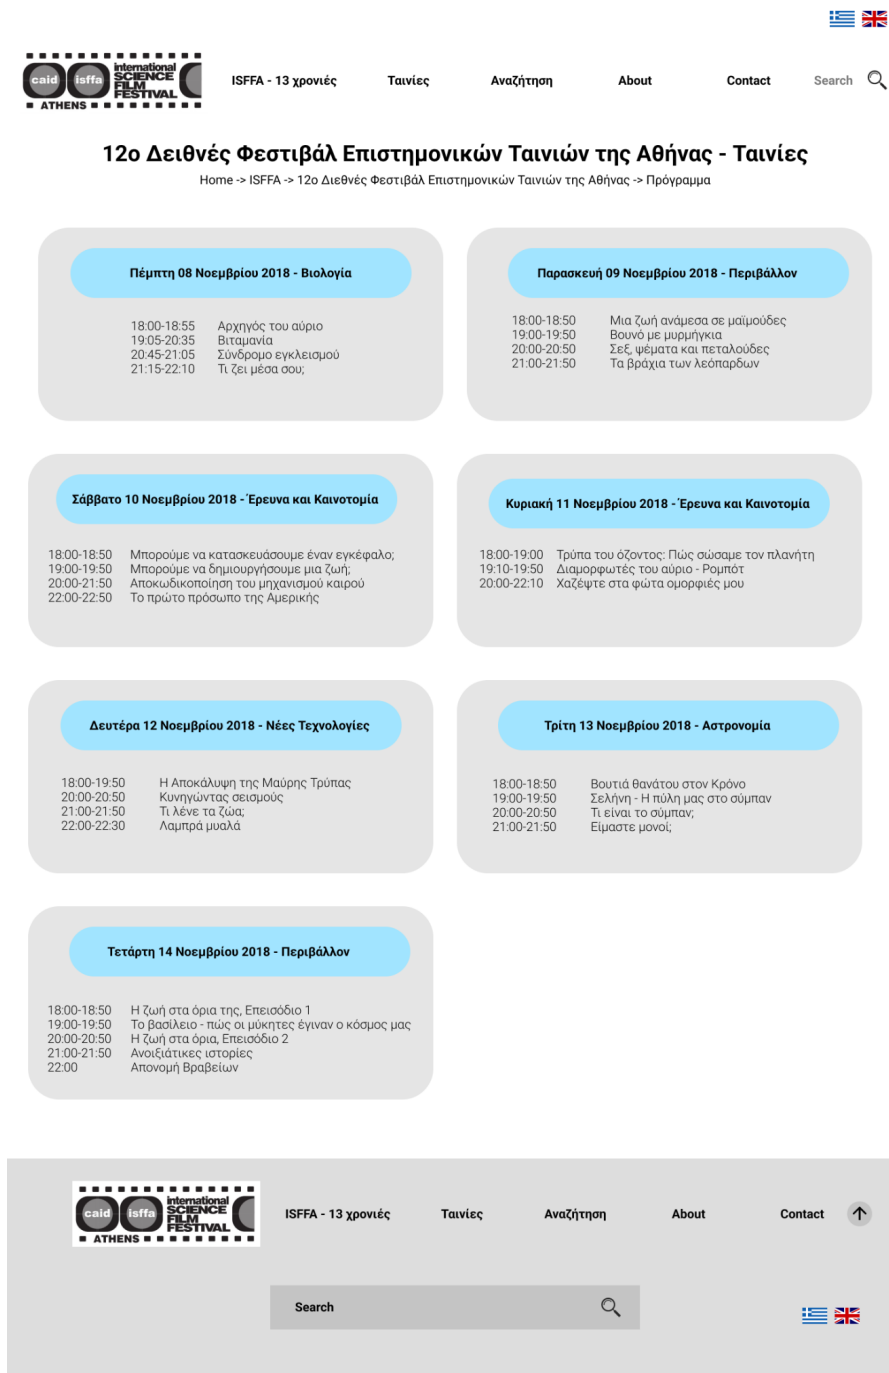 caid isffa international SCIENCE FILM FESTIVAL
ATHENS
ISFFA - 13 χρονιές Ταινίες Αναζήτηση About Contact Search
12ο Δειθνές Φεστιβάλ Επιστημονικών Ταινιών της Αθήνας - Ταινίες
Home -> ISFFA -> 12ο Διεθνές Φεστιβάλ Επιστημονικών Ταινιών της Αθήνας -> Πρόγραμμα
Πέμπτη 08 Νοεμβρίου 2018 - Βιολογία
18:00-18:55 Αρχηγός του αύριο
19:05-20:35 Βιταμανία
20:45-21:05 Σύνδρομο εγκλεισμού
21:15-22:10 Τι ζει μέσα σου;
Παρασκευή 09 Νοεμβρίου 2018 - Περιβάλλον
18:00-18:50 Μια ζωή ανάμεσα σε μαϊμούδες
19:00-19:50 Βουνό με μυρμήγκια
20:00-20:50 Σεξ, ψέματα και πεταλούδες
21:00-21:50 Τα βράχια των λεόπαρδων
Σάββατο 10 Νοεμβρίου 2018 - Έρευνα και Καινοτομία
18:00-18:50 Μπορούμε να κατασκευάσουμε έναν εγκέφαλο;
19:00-19:50 Μπορούμε να δημιουργήσουμε μια ζωή;
20:00-21:50 Αποκωδικοποίηση του μηχανισμού καιρού
22:00-22:50 Το πρώτο πρόσωπο της Αμερικής
Κυριακή 11 Νοεμβρίου 2018 - Έρευνα και Καινοτομία
18:00-19:00 Τρύπα του όζοντος: Πώς σώσαμε τον πλανήτη
19:10-19:50 Διαμορφωτές του αύριο - Ρομπότ
20:00-22:10 Χαζέψτε στα φώτα ομορφιές μου
Δευτέρα 12 Νοεμβρίου 2018 - Νέες Τεχνολογίες
18:00-19:50 Η Αποκάλυψη της Μαύρης Τρύπας
20:00-20:50 Κυνηγώντας σεισμούς
21:00-21:50 Τι λένε τα ζώα;
22:00-22:30 Λαμπρά μυαλά
Τρίτη 13 Νοεμβρίου 2018 - Αστρονομία
18:00-18:50 Βουτιά θανάτου στον Κρόνο
19:00-19:50 Σελήνη - Η πύλη μας στο σύμπαν
20:00-20:50 Τι είναι το σύμπαν;
21:00-21:50 Είμαστε μονοί;
Τετάρτη 14 Νοεμβρίου 2018 - Περιβάλλον
18:00-18:50 Η ζωή στα όρια της, Επεισόδιο 1
19:00-19:50 Το βασίλειο - πώς οι μύκητες έγιναν ο κόσμος μας
20:00-20:50 Η ζωή στα όρια, Επεισόδιο 2
21:00-21:50 Ανοιξιάτικες ιστορίες
22:00 Απονομή Βραβείων
caid isffa international SCIENCE FILM FESTIVAL
ATHENS
ISFFA - 13 χρονιές Ταινίες Αναζήτηση About Contact
Search